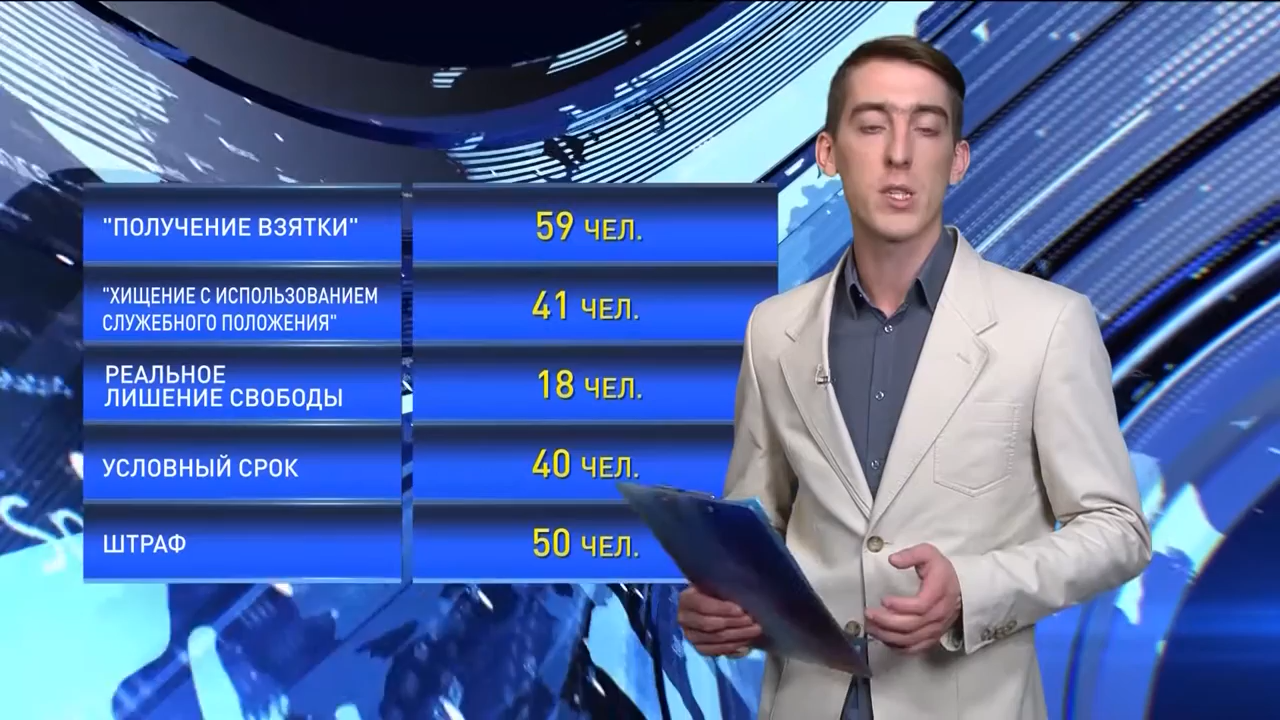 "ПОЛУЧЕНИЕ ВЗЯТКИ" 59 ЧЕЛ.
"ХИЩЕНИЕ С ИСПОЛЬЗОВАНИЕМ
СЛУЖЕБНОГО ПОЛОЖЕНИЯ" 41 ЧЕЛ.
РЕАЛЬНОЕ
ЛИШЕНИЕ СВОБОДЫ 18 ЧЕЛ.
УСЛОВНЫЙ СРОК 40 ЧЕЛ.
ШТРАФ 50 ЧЕЛ.